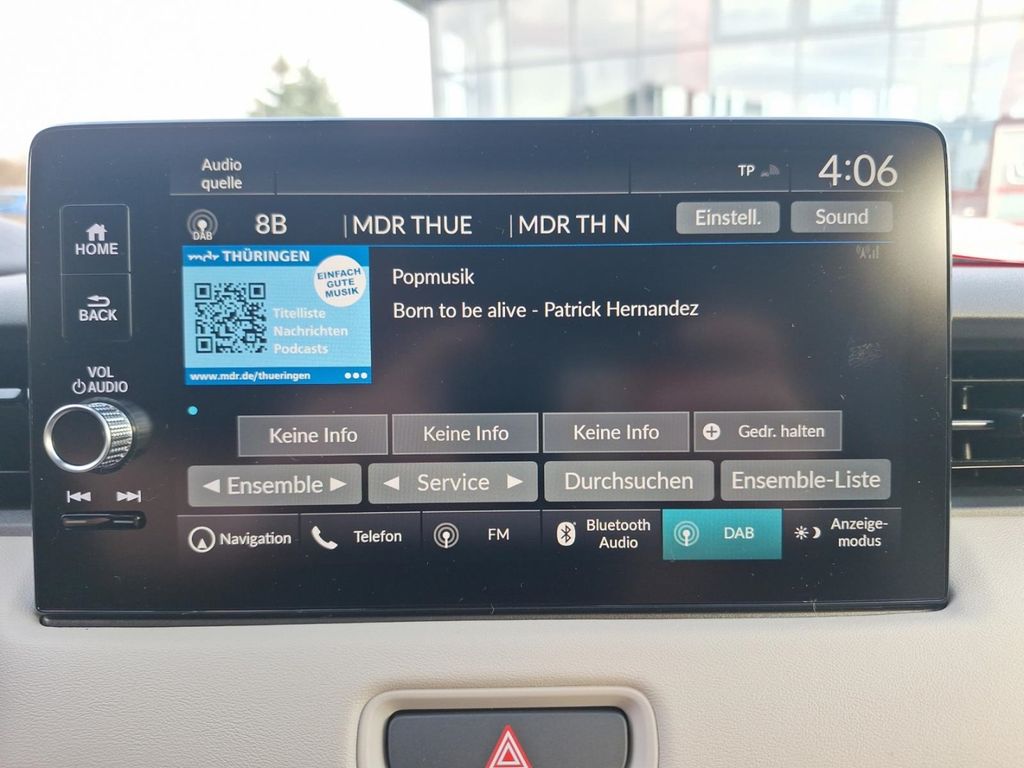 Audio
quelle
TP
4:06
HOME
BACK
VOL
AUDIO
DAB
8B
MDR THUE
MDR TH N
Einstell.
Sound
mdr THÜRINGEN
EINFACH
GUTE
MUSIK
Titelliste
Nachrichten
Podcasts
www.mdr.de/thueringen
Popmusik
Born to be alive - Patrick Hernandez
Keine Info
Keine Info
Keine Info
Gedr. halten
Ensemble
Service
Durchsuchen
Ensemble-Liste
Navigation
Telefon
FM
Bluetooth
Audio
DAB
Anzeige-
modus